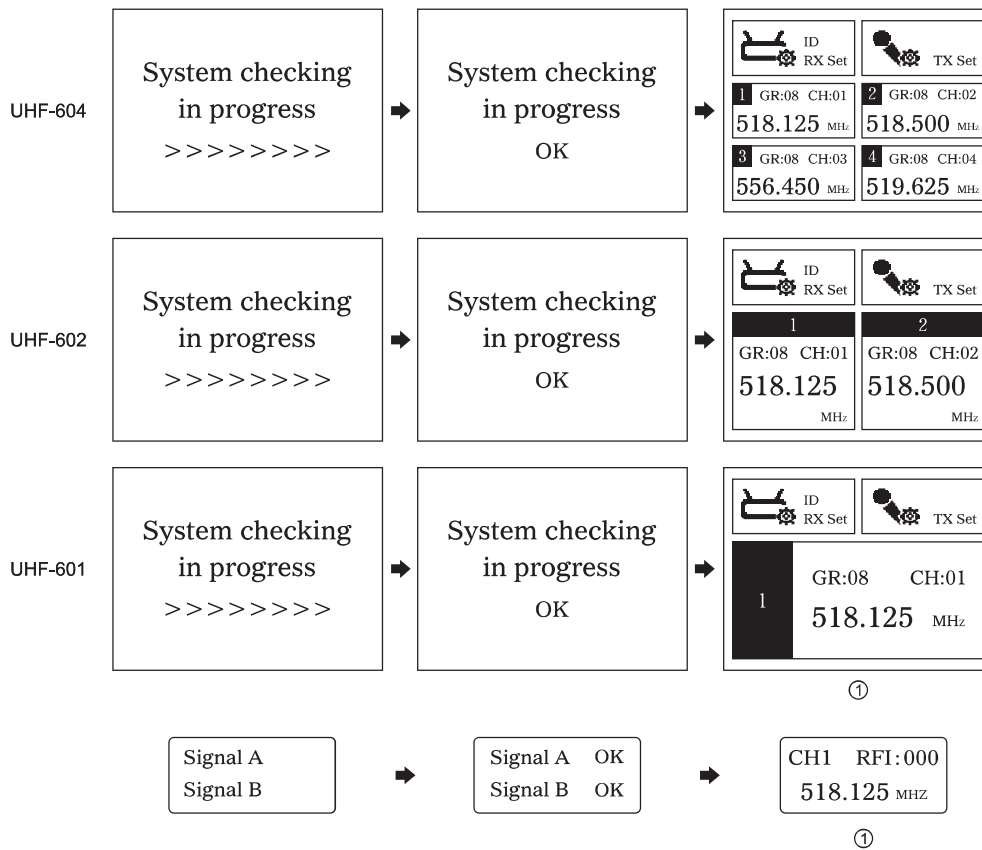 UHF-604
System checking
in progress
>>>>>>>>
System checking
in progress
OK
ID
RX Set
TX Set
1 GR:08 CH:01
518.125 MHz
2 GR:08 CH:02
518.500 MHz
3 GR:08 CH:03
556.450 MHz
4 GR:08 CH:04
519.625 MHz
UHF-602
System checking
in progress
>>>>>>>>
System checking
in progress
OK
ID
RX Set
TX Set
1
GR:08 CH:01
518.125
MHz
2
GR:08 CH:02
518.500
MHz
UHF-601
System checking
in progress
>>>>>>>>
System checking
in progress
OK
ID
RX Set
TX Set
1
GR:08 CH:01
518.125 MHz
①
Signal A
Signal B
Signal A OK
Signal B OK
CH1 RFI:000
518.125 MHZ
①